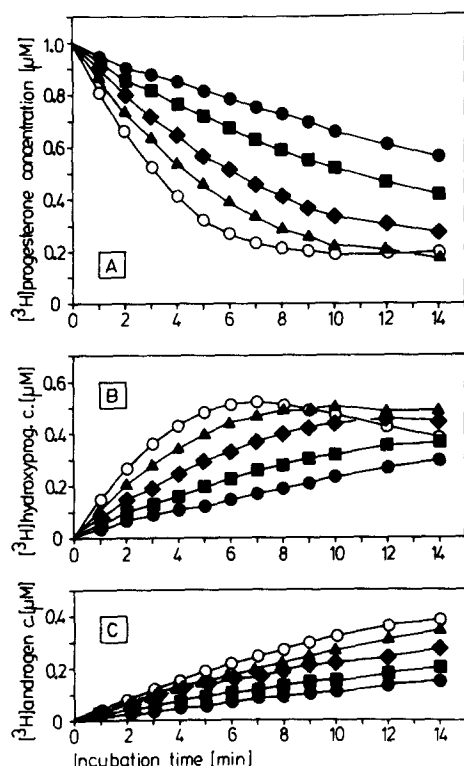 [³H]progesterone concentration [µM]
1.0
0.8
0.6
0.4
0.2
0
A
0 2 4 6 8 10 12 14
[³H]hydroxyprog. c.[µM]
0.6
0.4
0.2
0
B
0 2 4 6 8 10 12 14
[³H]androgen c.[µM]
0.4
0.2
0
C
0 2 4 6 8 10 12 14
Incubation time [min]